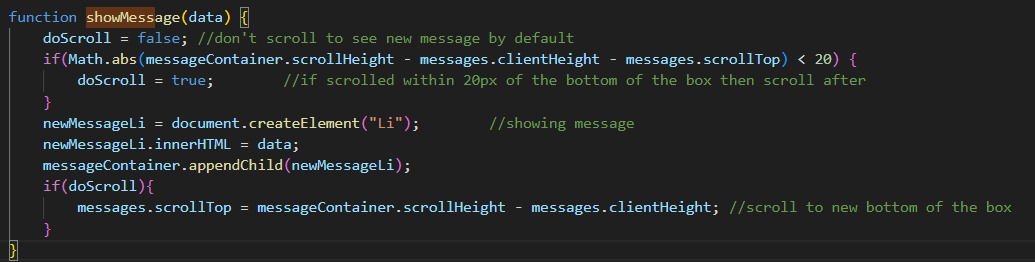 function showMessage(data) {
doScroll = false; //don't scroll to see new message by default
if(Math.abs(messageContainer.scrollHeight - messages.clientHeight - messages.scrollTop) < 20) {
doScroll = true; //if scrolled within 20px of the bottom of the box then scroll after
}
newMessageLi = document.createElement("Li"); //showing message
newMessageLi.innerHTML = data;
messageContainer.appendChild(newMessageLi);
if(doScroll){
messages.scrollTop = messageContainer.scrollHeight - messages.clientHeight; //scroll to new bottom of the box
}
}